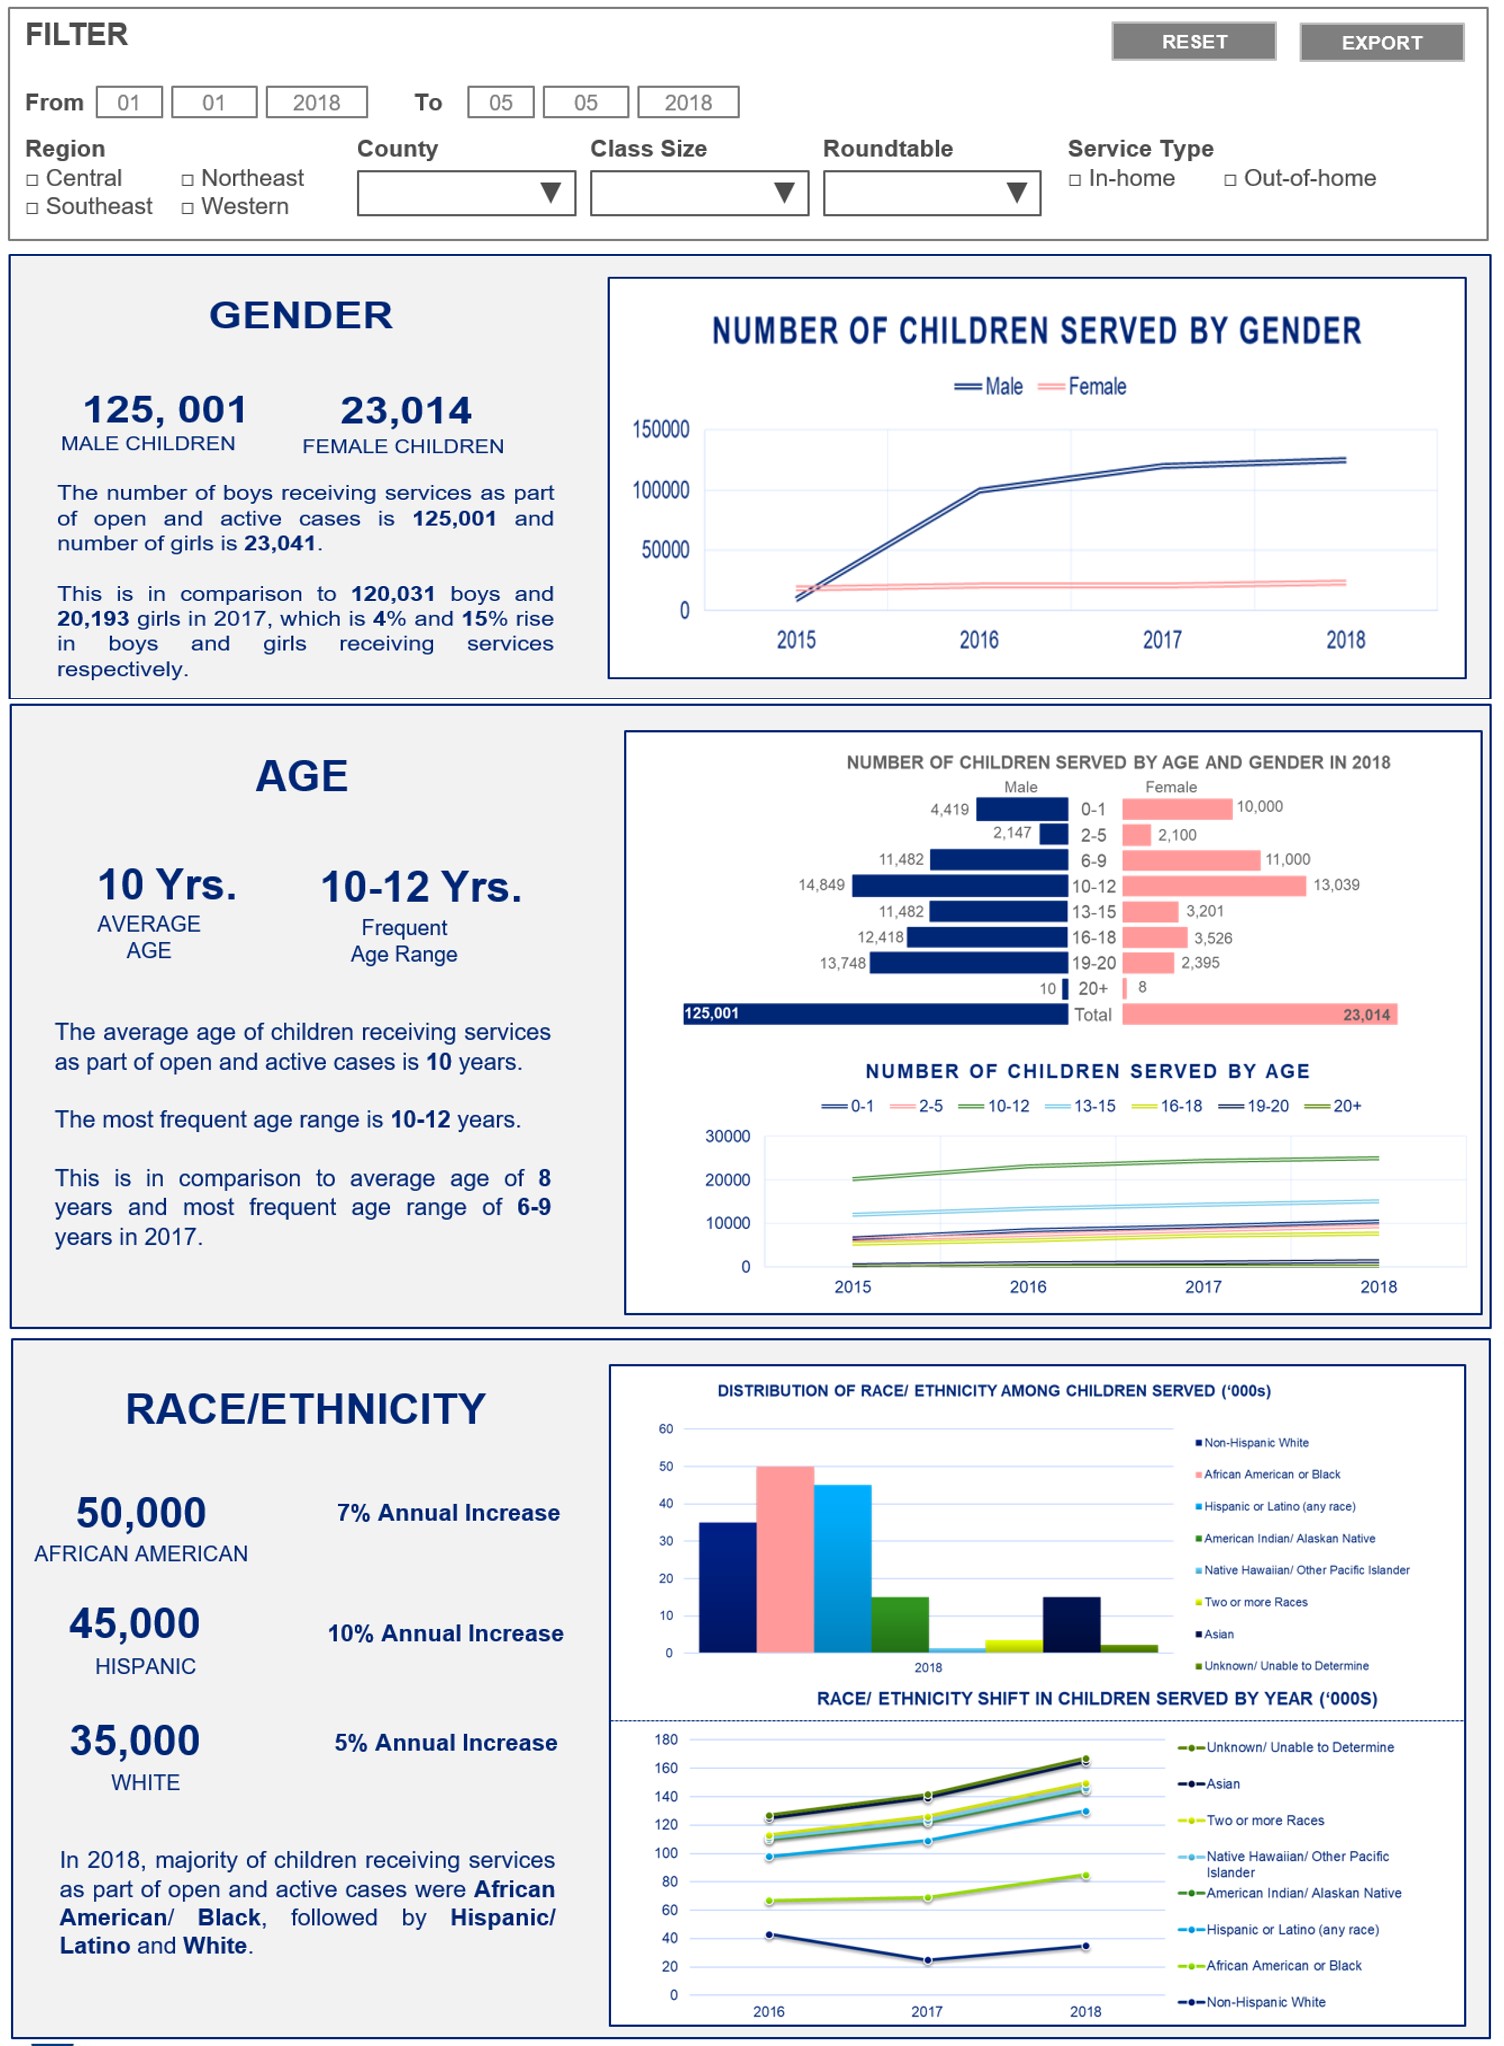 FILTER
RESET
EXPORT
From 01 01 2018 To 05 05 2018
Region
□ Central □ Northeast
□ Southeast □ Western
County
Class Size
Roundtable
Service Type
□ In-home □ Out-of-home
GENDER
125, 001
MALE CHILDREN
23,014
FEMALE CHILDREN
The number of boys receiving services as part
of open and active cases is 125,001 and
number of girls is 23,041.
This is in comparison to 120,031 boys and
20,193 girls in 2017, which is 4% and 15% rise
in boys and girls receiving services
respectively.
NUMBER OF CHILDREN SERVED BY GENDER
Male Female
150000
100000
50000
0
2015 2016 2017 2018
AGE
10 Yrs.
AVERAGE
AGE
10-12 Yrs.
Frequent
Age Range
The average age of children receiving services
as part of open and active cases is 10 years.
The most frequent age range is 10-12 years.
This is in comparison to average age of 8
years and most frequent age range of 6-9
years in 2017.
NUMBER OF CHILDREN SERVED BY AGE AND GENDER IN 2018
Male Female
4,419 0-1 10,000
2,147 2-5 2,100
11,482 6-9 11,000
14,849 10-12 13,039
11,482 13-15 3,201
12,418 16-18 3,526
13,748 19-20 2,395
10 20+ 8
125,001 Total 23,014
NUMBER OF CHILDREN SERVED BY AGE
0-1 2-5 10-12 13-15 16-18 19-20 20+
30000
20000
10000
0
2015 2016 2017 2018
RACE/ETHNICITY
50,000
AFRICAN AMERICAN
7% Annual Increase
45,000
HISPANIC
10% Annual Increase
35,000
WHITE
5% Annual Increase
In 2018, majority of children receiving services
as part of open and active cases were African
American/ Black, followed by Hispanic/
Latino and White.
DISTRIBUTION OF RACE/ ETHNICITY AMONG CHILDREN SERVED (‘000s)
60
50
40
30
20
10
0
2018
Non-Hispanic White
African American or Black
Hispanic or Latino (any race)
American Indian/ Alaskan Native
Native Hawaiian/ Other Pacific Islander
Two or more Races
Asian
Unknown/ Unable to Determine
RACE/ ETHNICITY SHIFT IN CHILDREN SERVED BY YEAR (‘000S)
180
160
140
120
100
80
60
40
20
0
2016 2017 2018
Unknown/ Unable to Determine
Asian
Two or more Races
Native Hawaiian/ Other Pacific
Islander
American Indian/ Alaskan Native
Hispanic or Latino (any race)
African American or Black
Non-Hispanic White